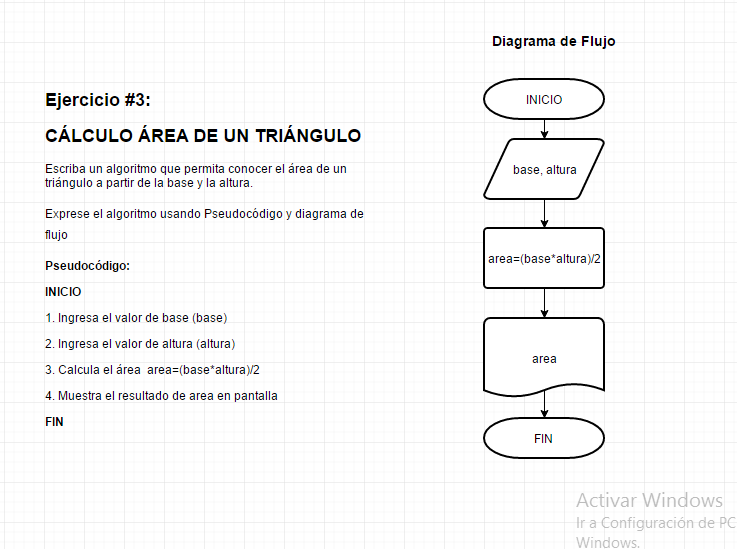 Diagrama de Flujo
Ejercicio #3:
CÁLCULO ÁREA DE UN TRIÁNGULO
Escriba un algoritmo que permita conocer el área de un
triángulo a partir de la base y la altura.
Exprese el algoritmo usando Pseudocódigo y diagrama de
flujo
Pseudocódigo:
INICIO
1. Ingresa el valor de base (base)
2. Ingresa el valor de altura (altura)
3. Calcula el área area=(base*altura)/2
4. Muestra el resultado de area en pantalla
FIN
INICIO
base, altura
area=(base*altura)/2
area
FIN
Activar Windows
Ir a Configuración de PC
Windows.